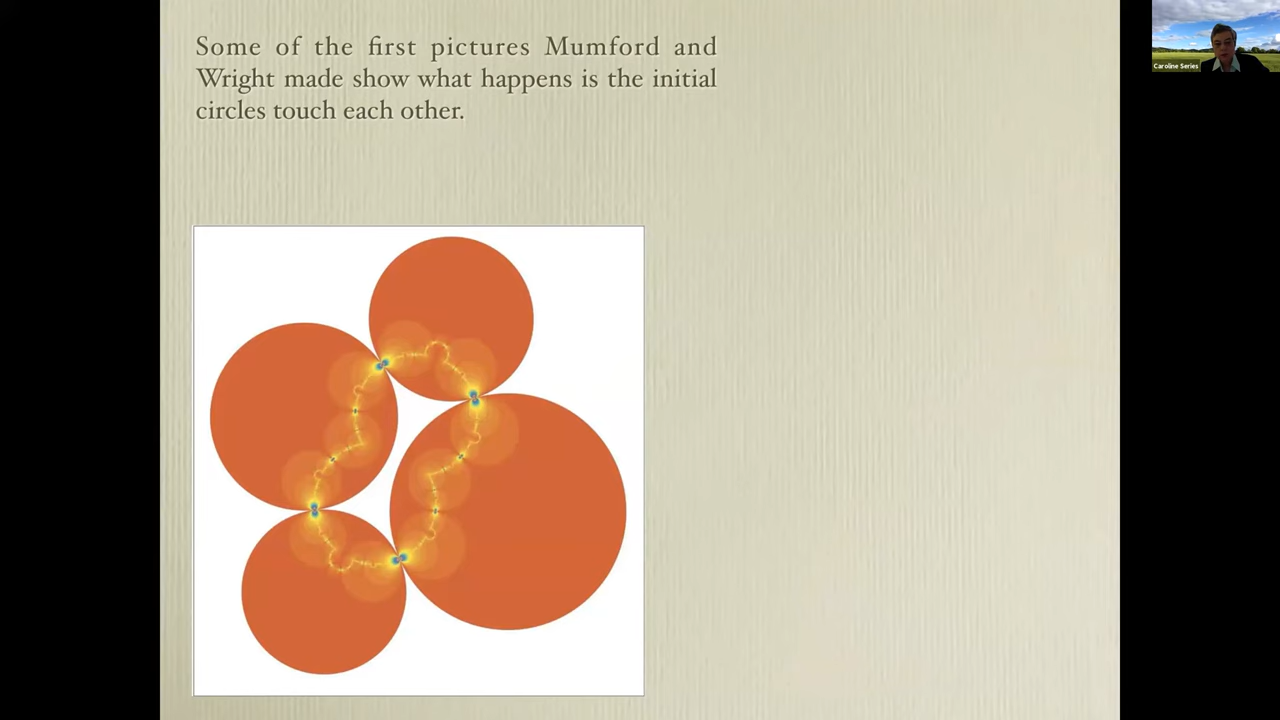 Some of the first pictures Mumford and
Wright made show what happens is the initial
circles touch each other.
Caroline Series